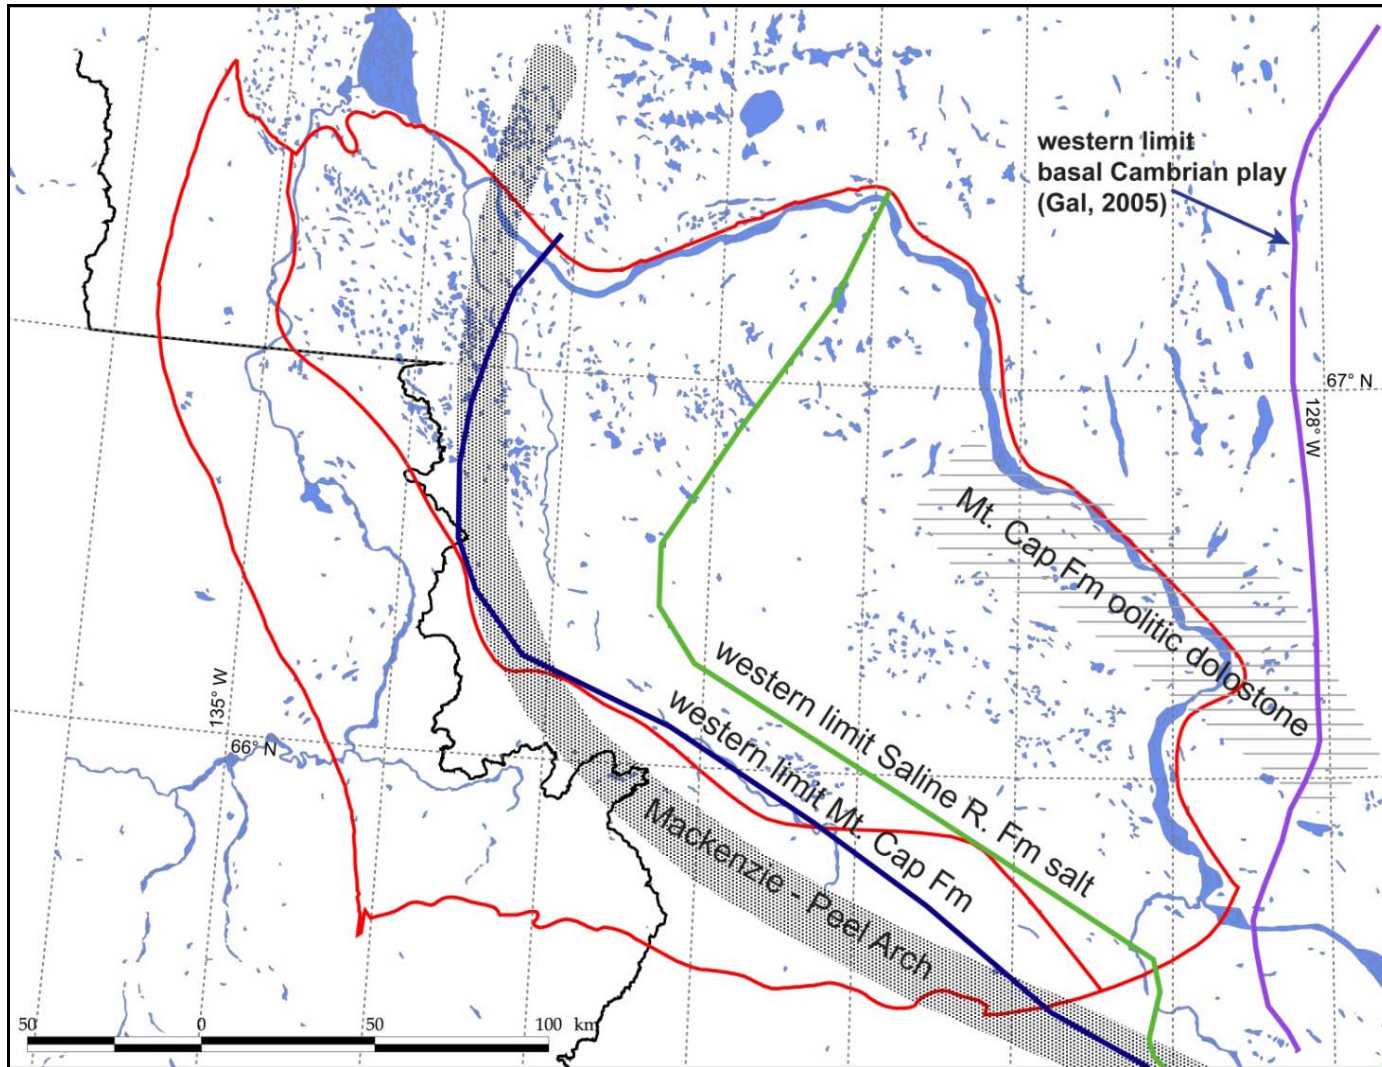 western limit
basal Cambrian play
(Gal, 2005)
67° N
128° W
Mt. Cap Fm oolitic dolostone
western limit Saline R. Fm salt
western limit Mt. Cap Fm
Mackenzie - Peel Arch
135° W
66° N
50 0 50 100 km